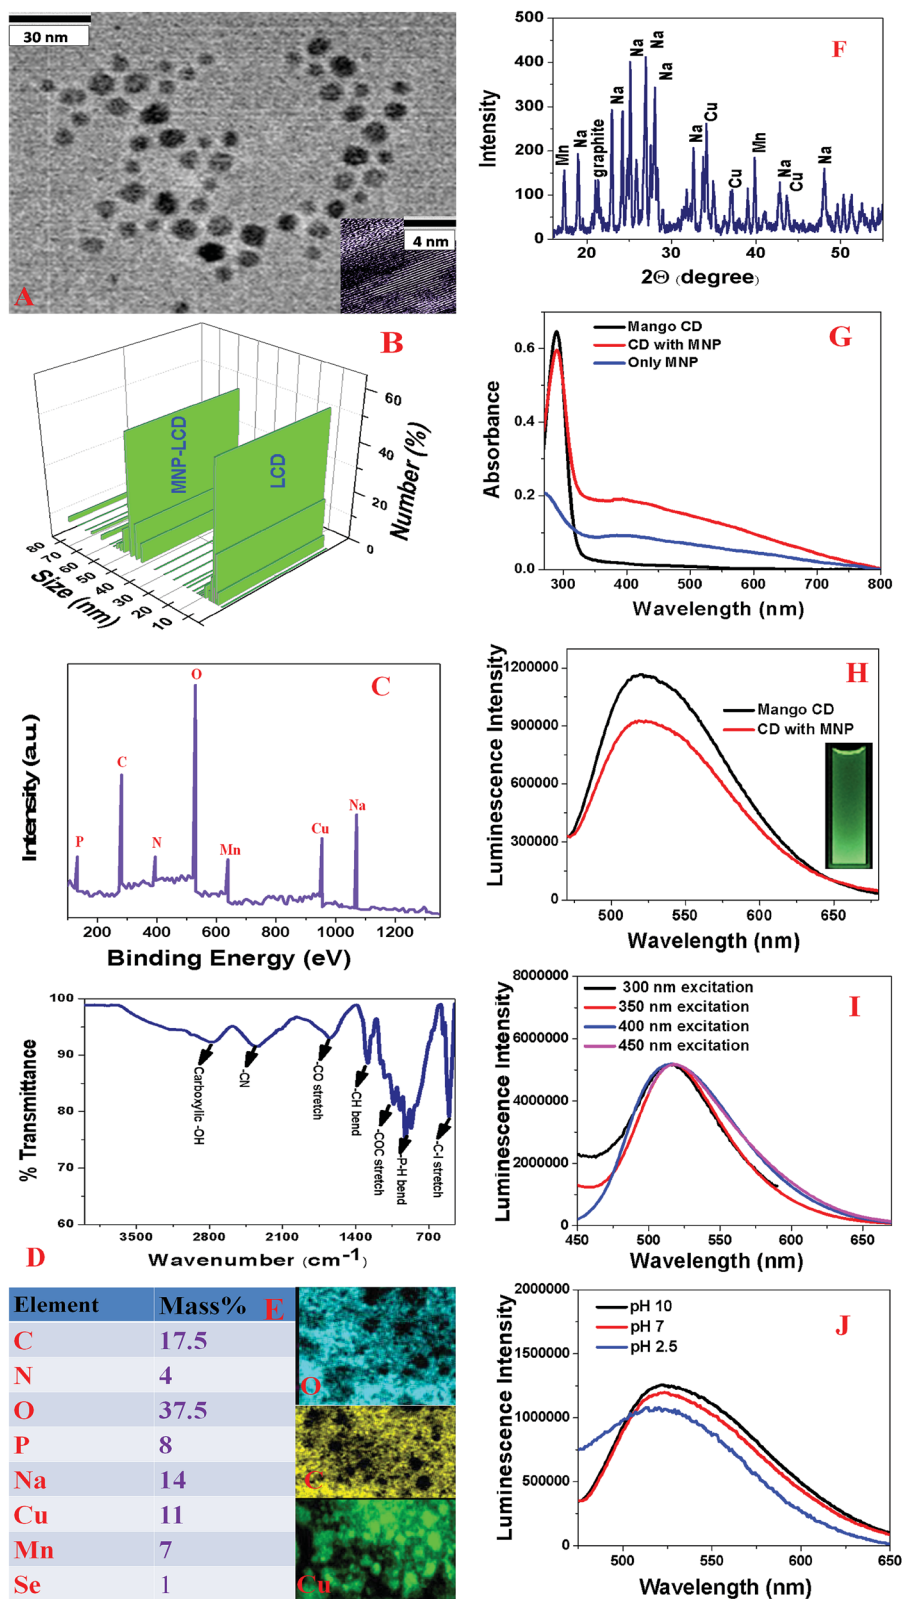 30 nm
4 nm
A
B
MNP-LCD
LCD
60
40
20
0
Number (%)
80
70
60
50
40
30
20
10
Size (nm)
C
P
C
N
O
Mn
Cu
Na
Intensity (a.u.)
200 400 600 800 1000 1200
Binding Energy (eV)
100
90
80
70
60
% Transmittance
Carboxylic -OH
-CN
-CO stretch
-CH bend
-COC stretch
-P-H bend
-C-I stretch
3500 2800 2100 1400 700
Wavenumber (cm-1)
D
Element Mass% E
C 17.5
N 4
O 37.5
P 8
Na 14
Cu 11
Mn 7
Se 1
O
C
Cu
F
500
400
300
200
100
0
Intensity
Mn
Na
graphite
Na
Na
Na
Na
Na
Cu
Cu
Mn
Na
Cu
Na
20 30 40 50
2Θ (degree)
G
Mango CD
CD with MNP
Only MNP
0.6
0.4
0.2
0.0
Absorbance
300 400 500 600 700 800
Wavelength (nm)
H
Mango CD
CD with MNP
1200000
900000
600000
300000
0
Luminescence Intensity
500 550 600 650
Wavelength (nm)
I
300 nm excitation
350 nm excitation
400 nm excitation
450 nm excitation
8000000
6000000
4000000
2000000
0
Luminescence Intensity
450 500 550 600 650
Wavelength (nm)
J
pH 10
pH 7
pH 2.5
2000000
1500000
1000000
500000
0
Luminescence Intensity
500 550 600 650
Wavelength (nm)